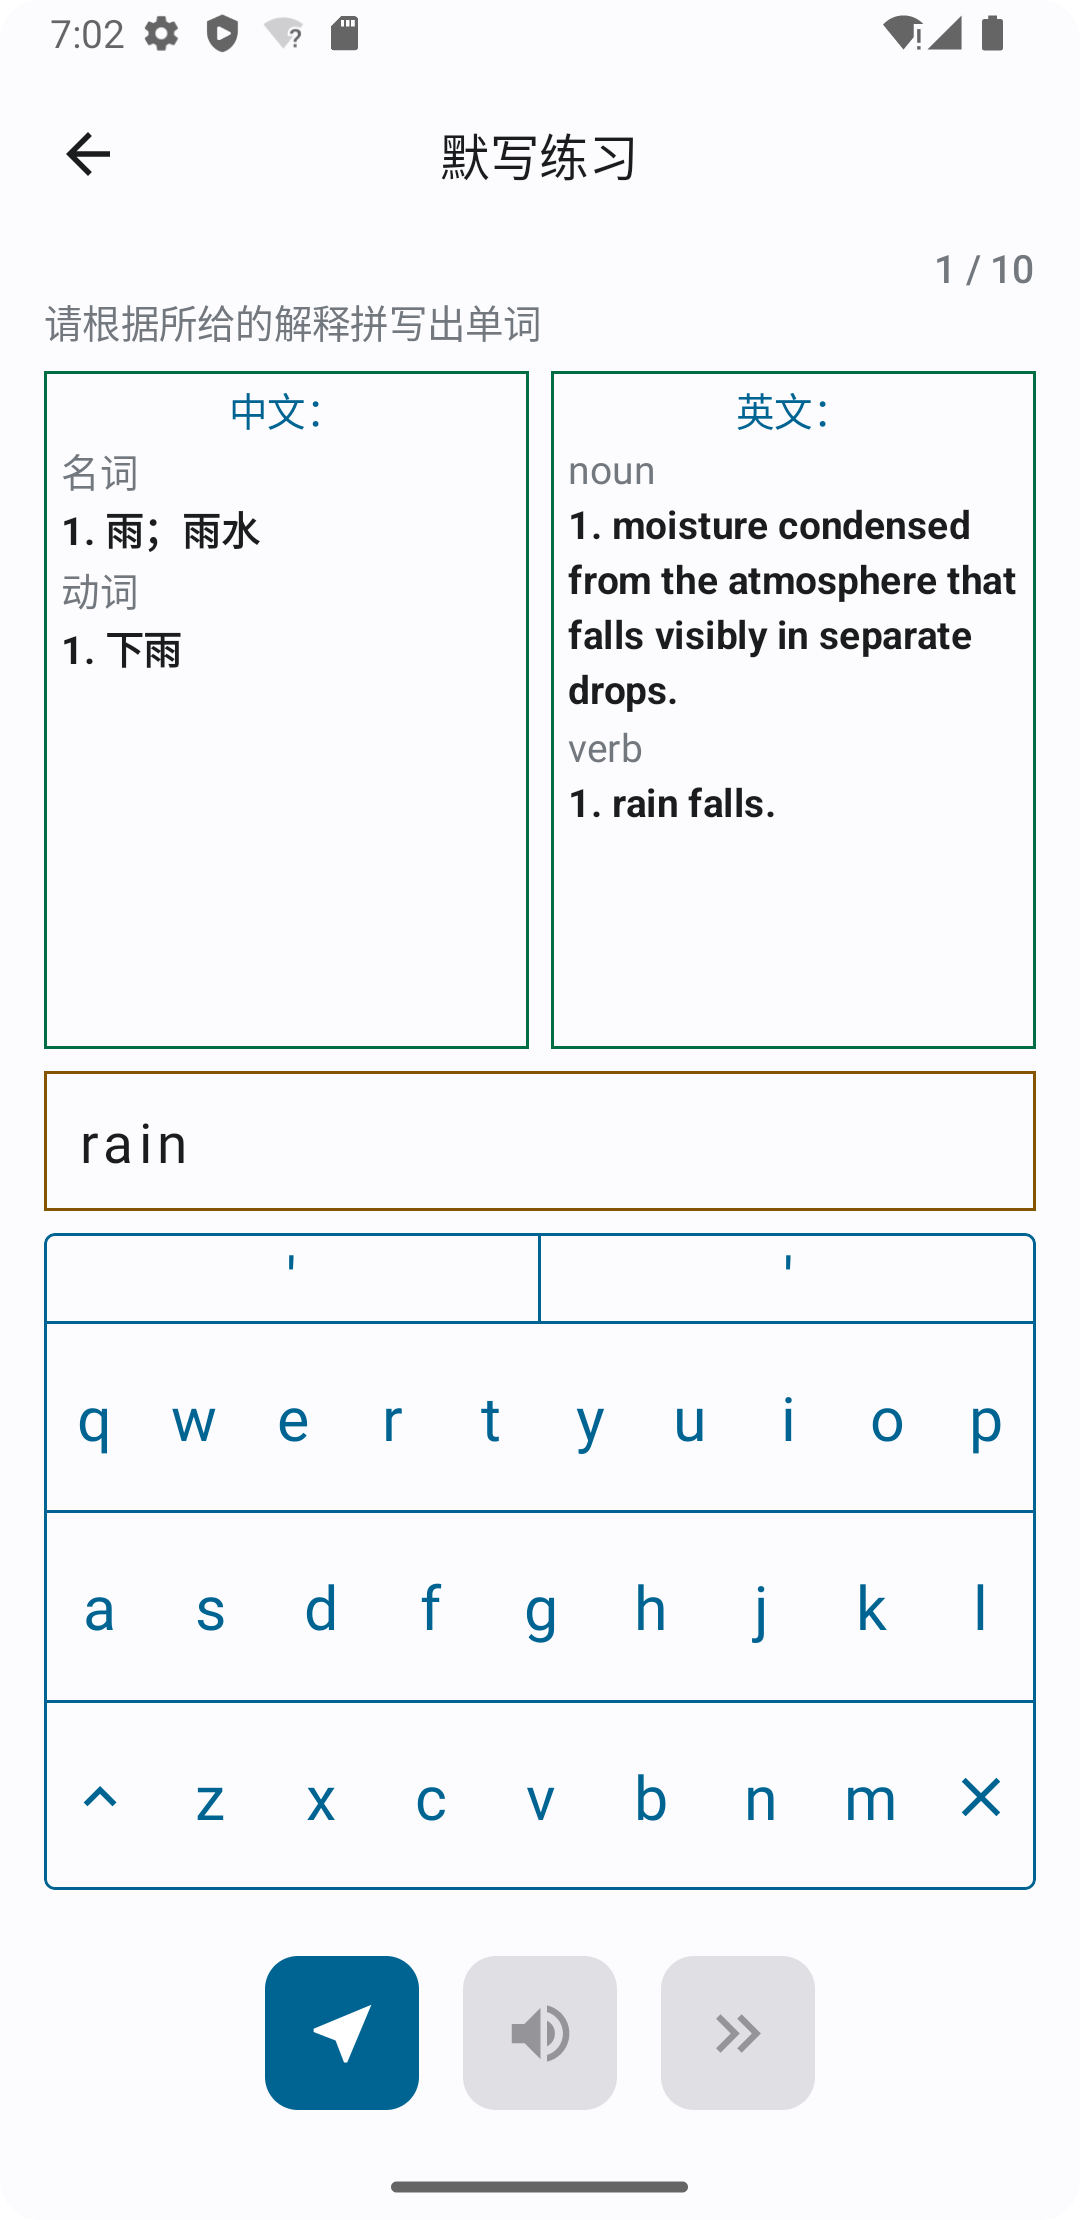 7:02
默写练习
1 / 10
请根据所给的解释拼写出单词
中文：
名词
1. 雨；雨水
动词
1. 下雨
英文：
noun
1. moisture condensed
from the atmosphere that
falls visibly in separate
drops.
verb
1. rain falls.
rain
' '
q w e r t y u i o p
a s d f g h j k l
z x c v b n m